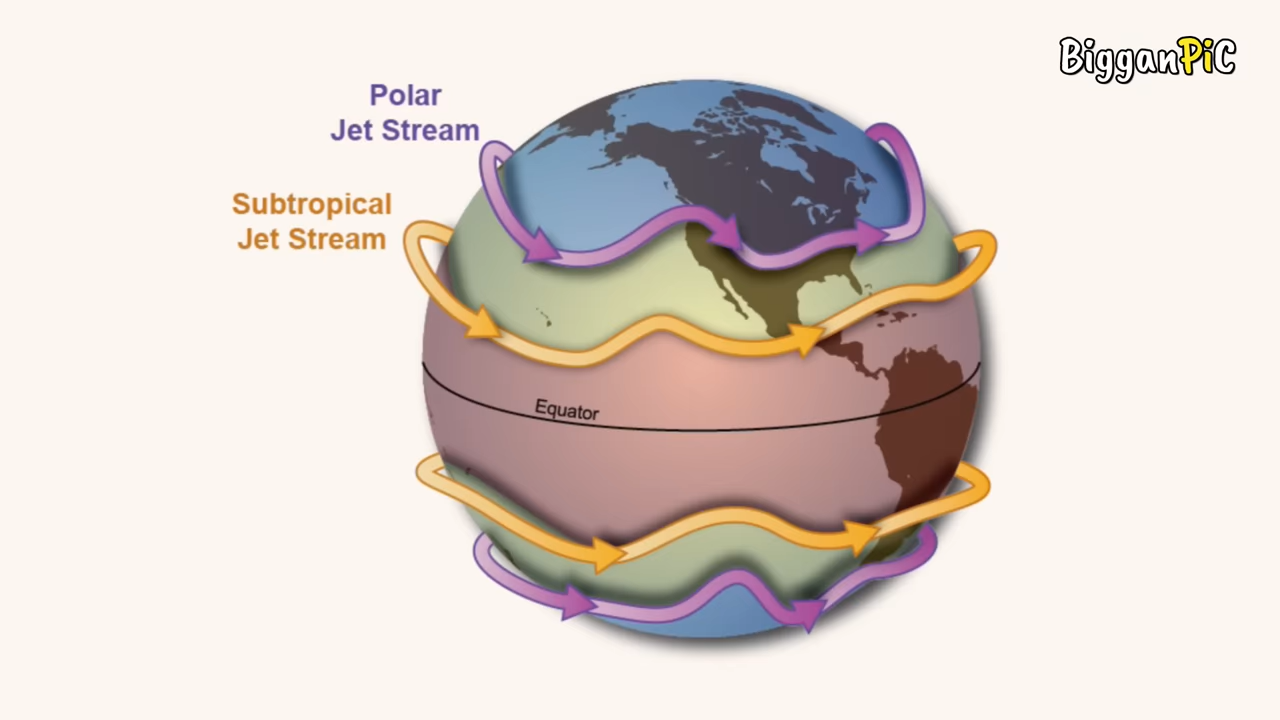 BigganPiC
Polar
Jet Stream
Subtropical
Jet Stream
Equator